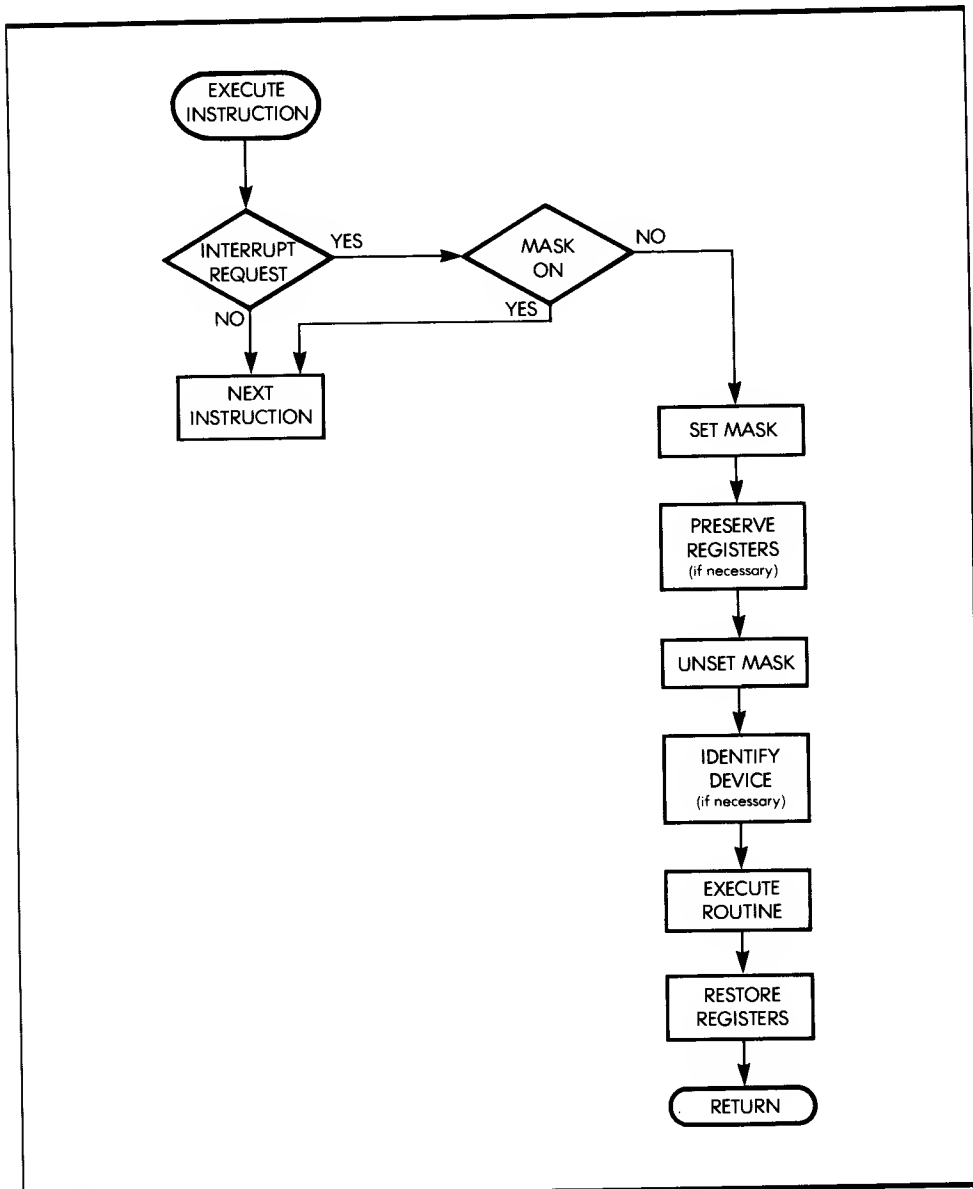 EXECUTE
INSTRUCTION
INTERRUPT
REQUEST
YES
MASK
ON
NO
NO
YES
NEXT
INSTRUCTION
SET MASK
PRESERVE
REGISTERS
(if necessary)
UNSET MASK
IDENTIFY
DEVICE
(if necessary)
EXECUTE
ROUTINE
RESTORE
REGISTERS
RETURN